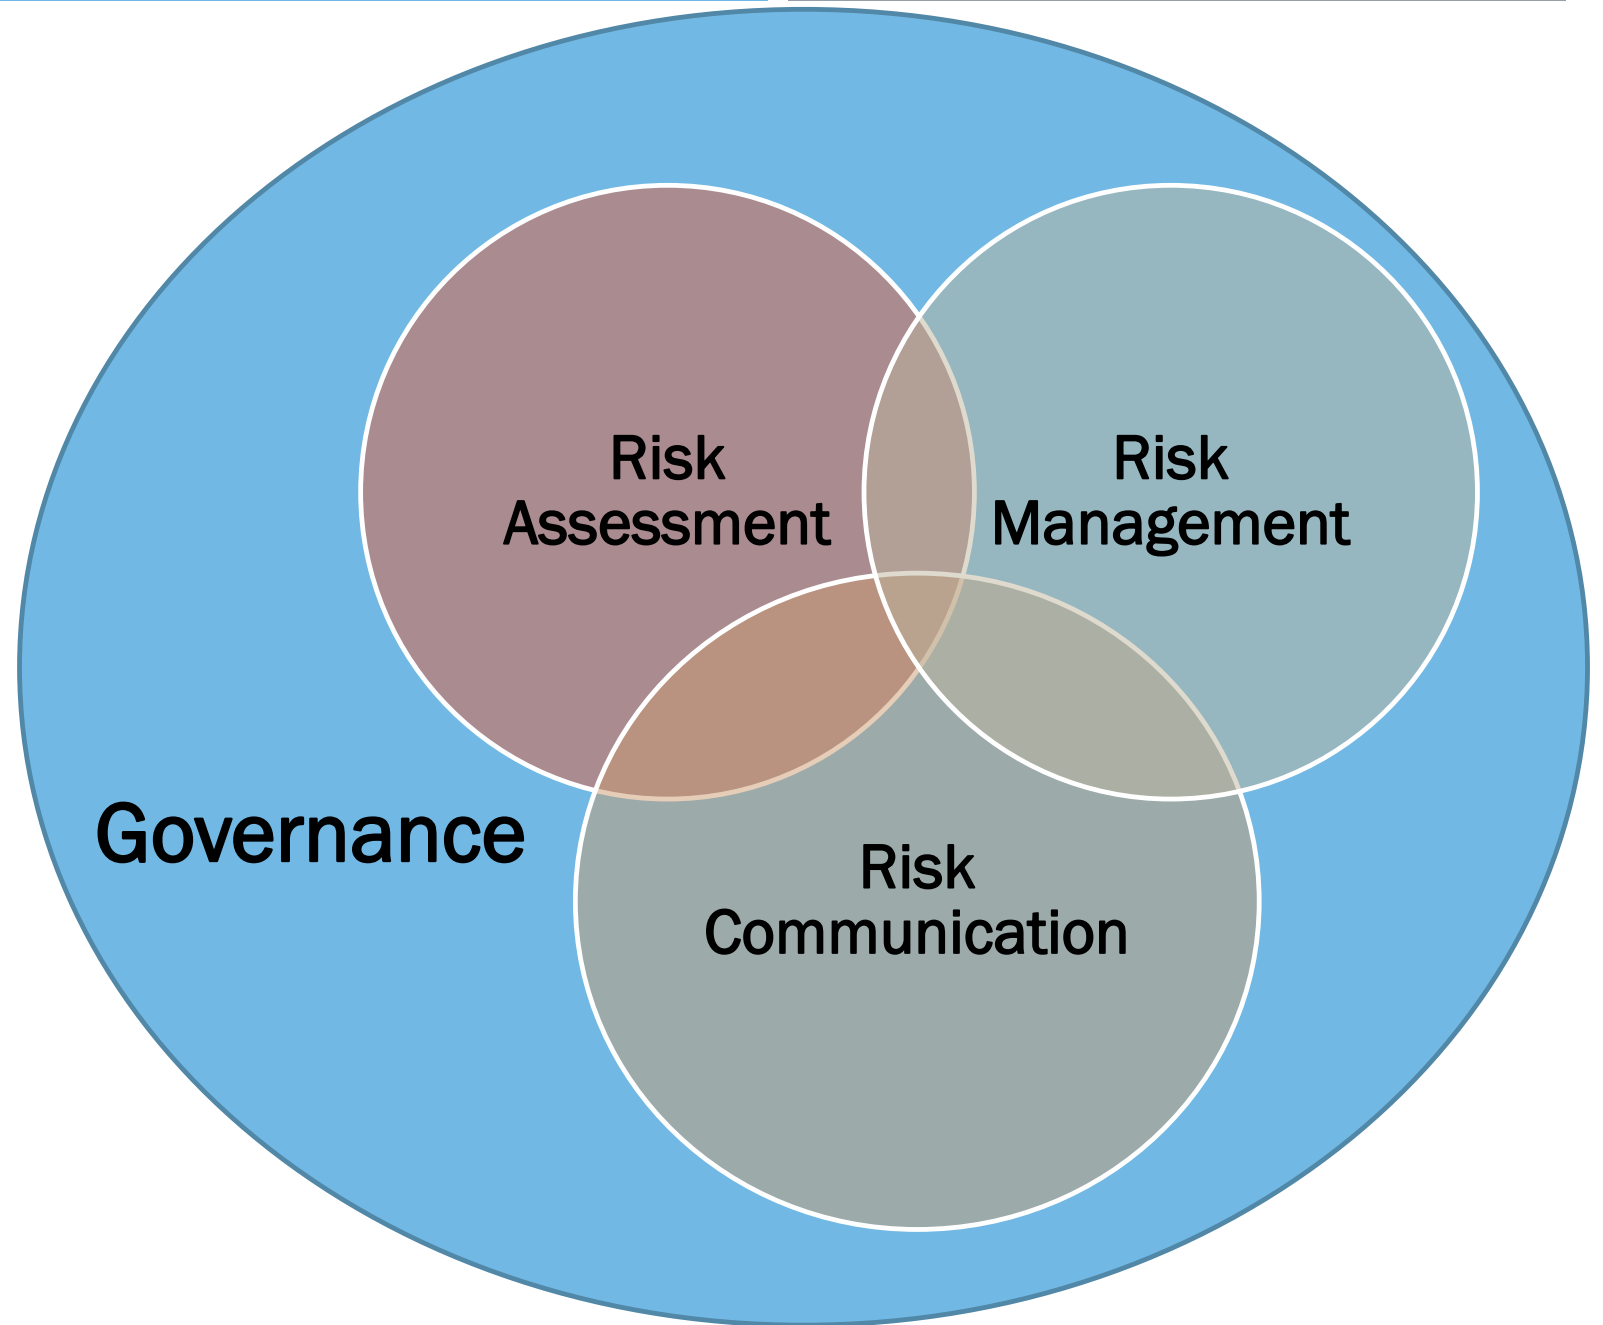 Risk
Assessment
Risk
Management
Governance
Risk
Communication